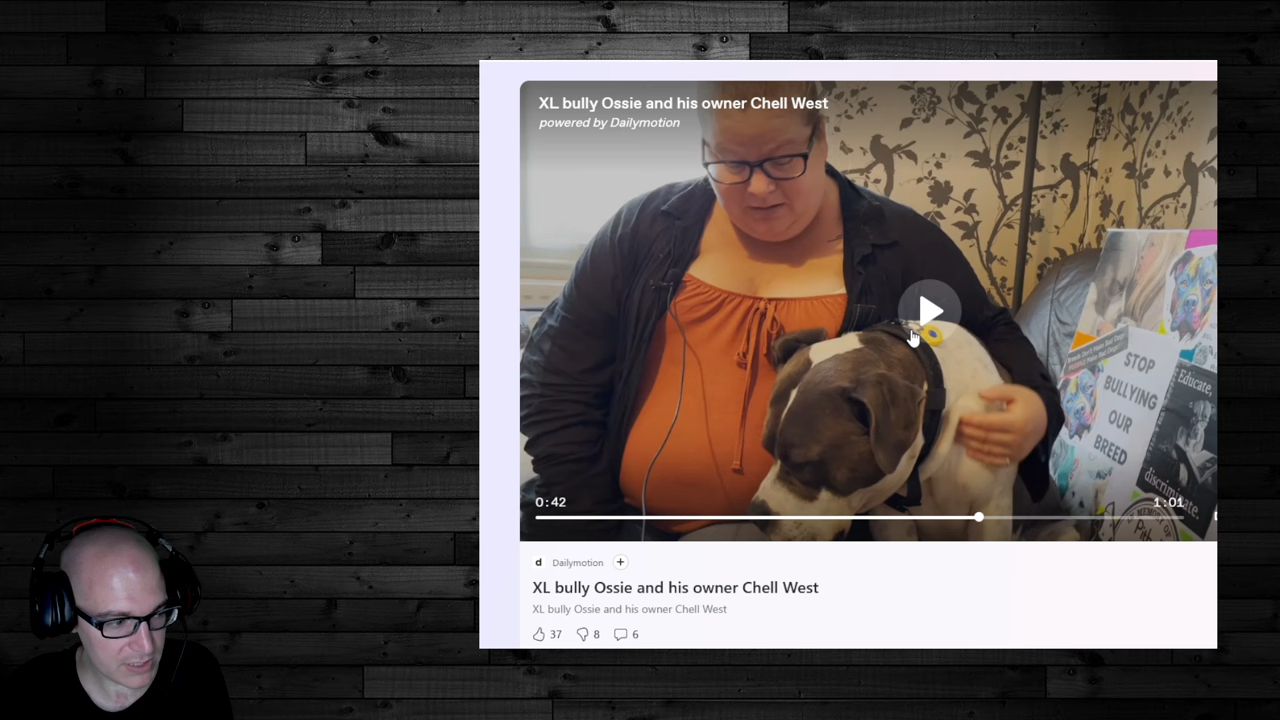 XL bully Ossie and his owner Chell West
powered by Dailymotion
STOP
BULLYING
OUR
BREED
Educate,
discriminate.
0:42
1:01
d Dailymotion +
XL bully Ossie and his owner Chell West
XL bully Ossie and his owner Chell West
37 8 6